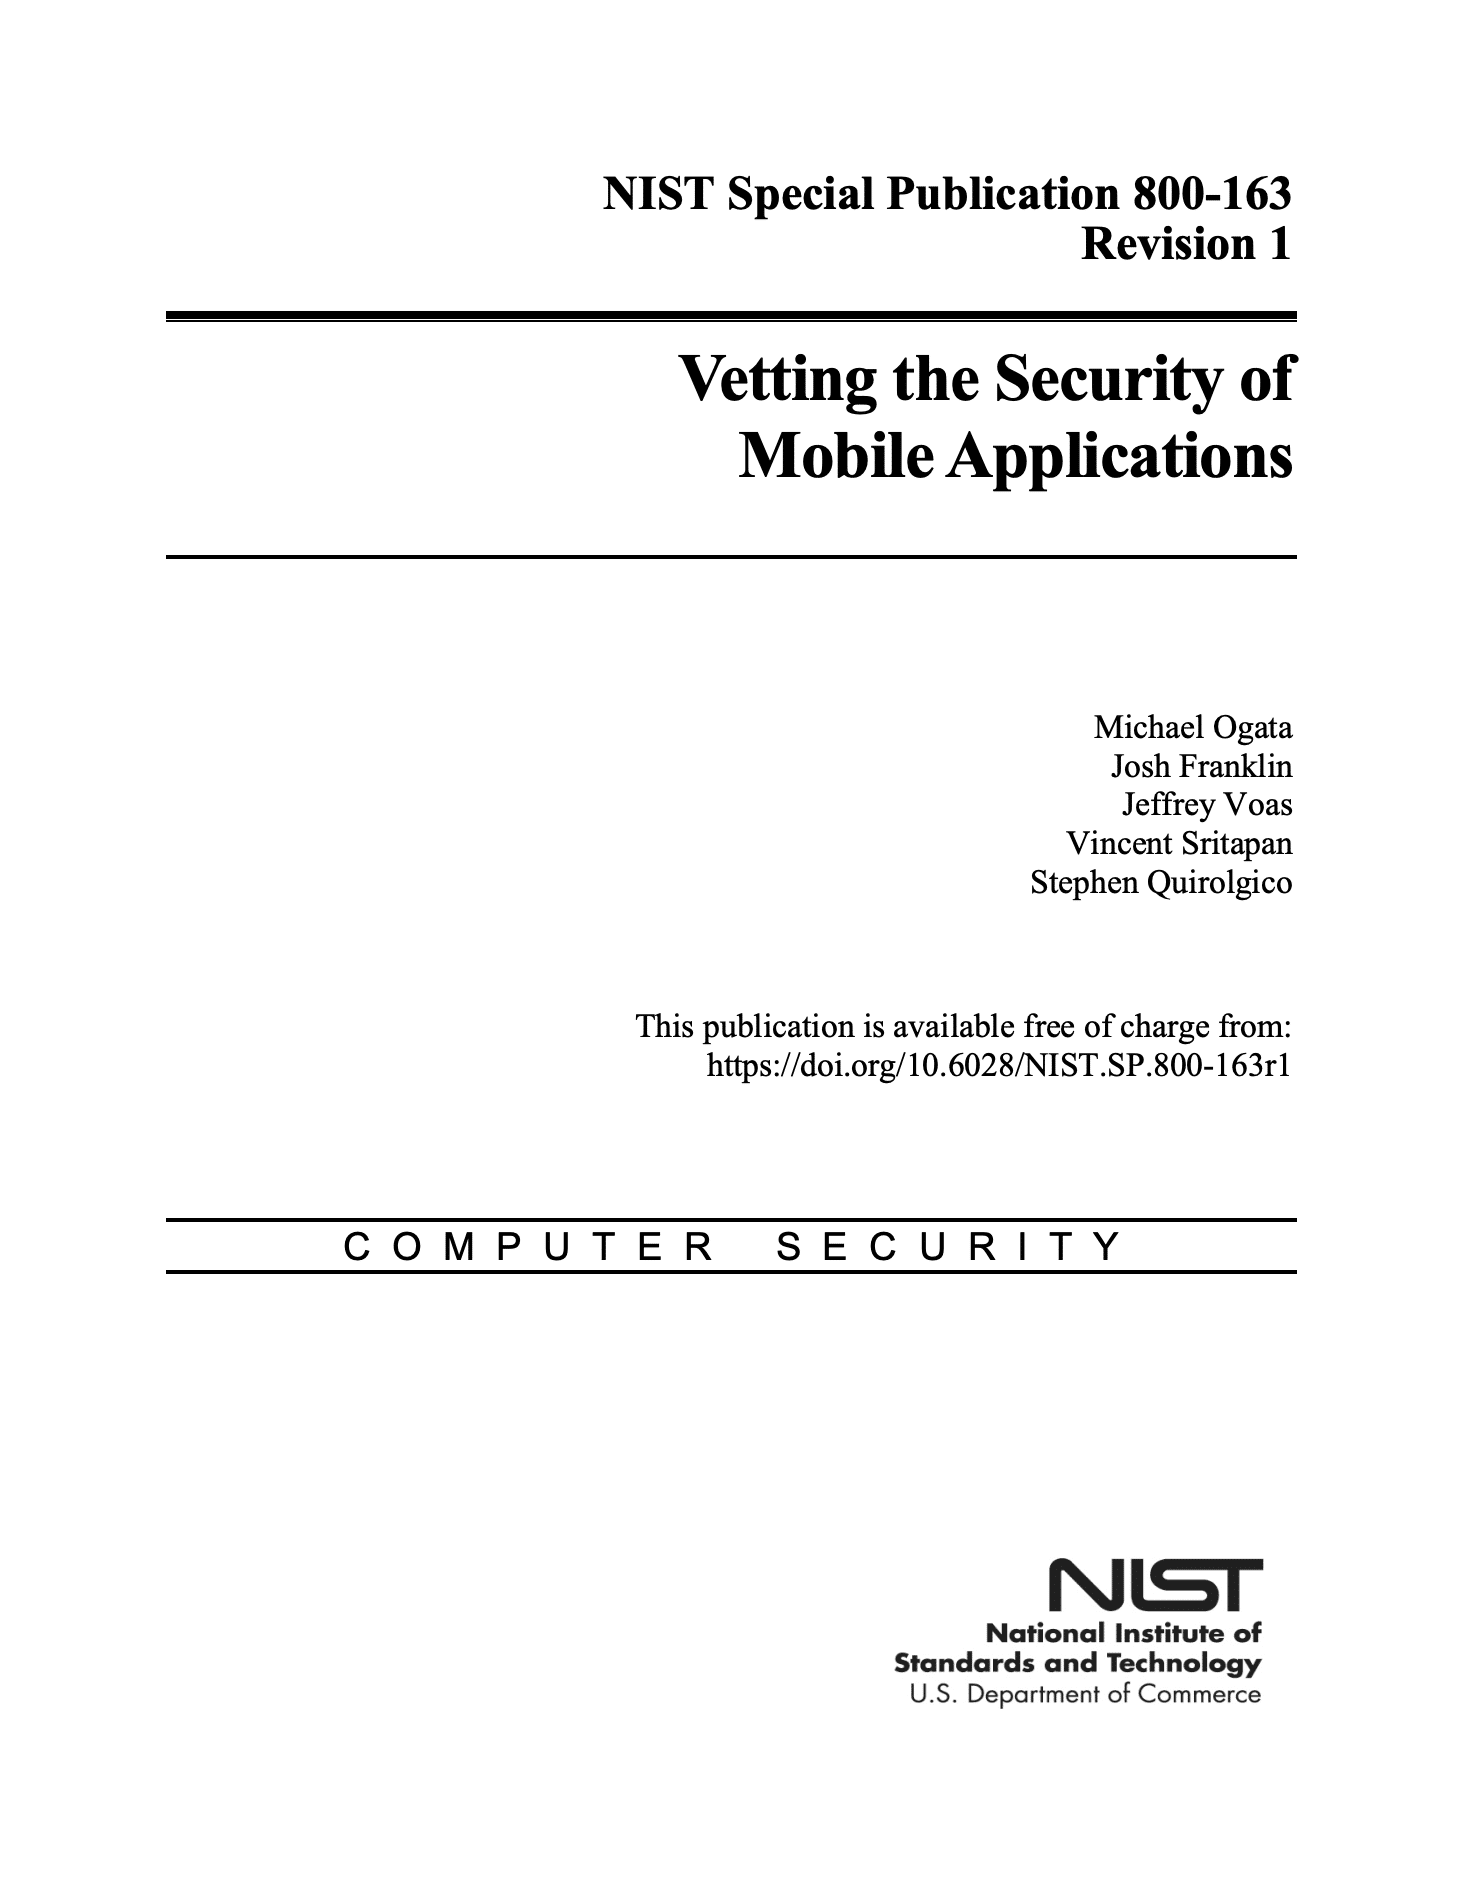 NIST Special Publication 800-163
Revision 1
Vetting the Security of
Mobile Applications
Michael Ogata
Josh Franklin
Jeffrey Voas
Vincent Sritapan
Stephen Quirolgico
This publication is available free of charge from:
https://doi.org/10.6028/NIST.SP.800-163r1
COMPUTER SECURITY
NIST
National Institute of
Standards and Technology
U.S. Department of Commerce